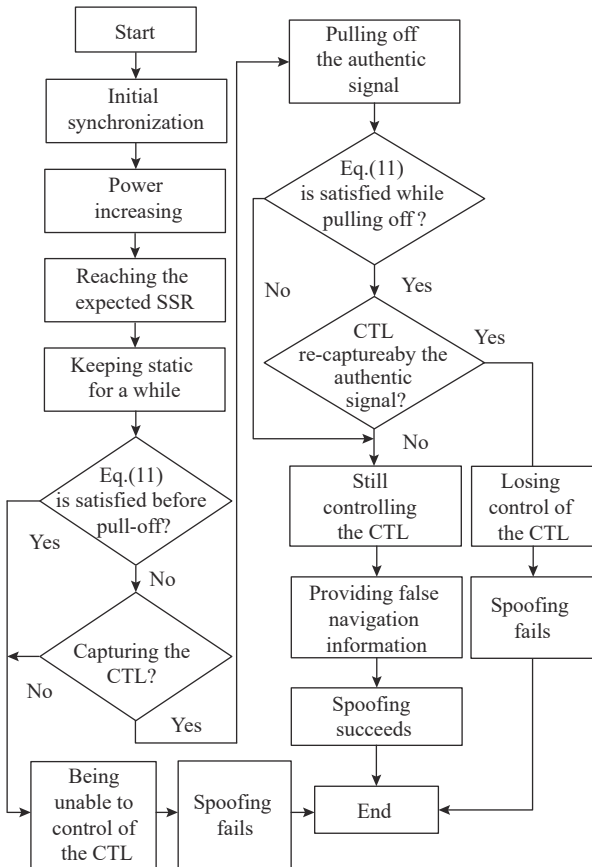 Start
Initial
synchronization
Power
increasing
Reaching the
expected SSR
Keeping static
for a while
Eq.(11)
is satisfied before
pull-off?
Yes
No
Capturing the
CTL?
No
Yes
Being
unable to
control of
the CTL
Spoofing
fails
Pulling off
the authentic
signal
Eq.(11)
is satisfied while
pulling off ?
No
Yes
CTL
re-captureaby the
authentic
signal?
Yes
No
Still
controlling
the CTL
Losing
control of
the CTL
Providing false
navigation
information
Spoofing
fails
Spoofing
succeeds
End